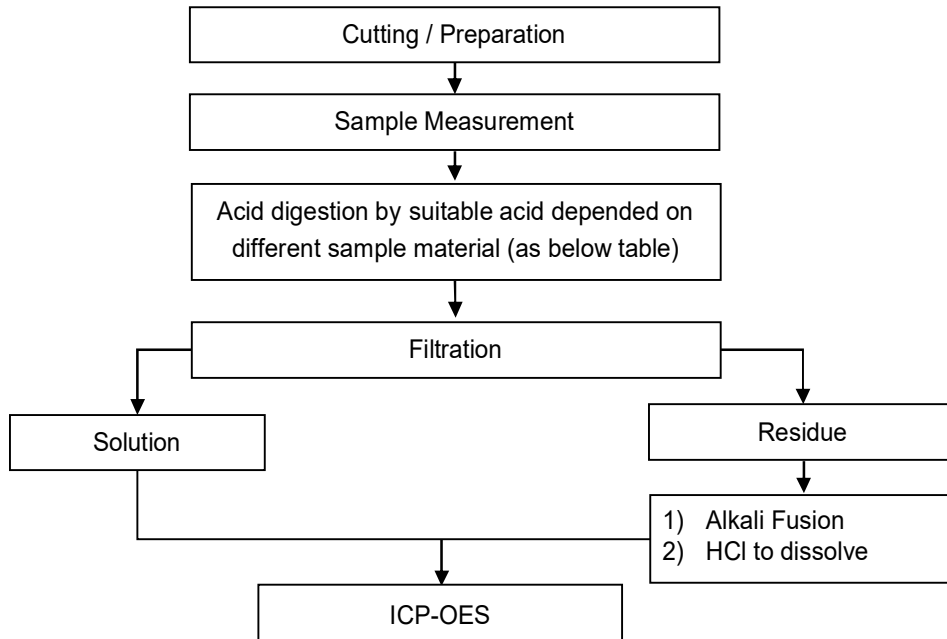 Cutting / Preparation
Sample Measurement
Acid digestion by suitable acid depended on
different sample material (as below table)
Filtration
Solution
Residue
1) Alkali Fusion
2) HCl to dissolve
ICP-OES